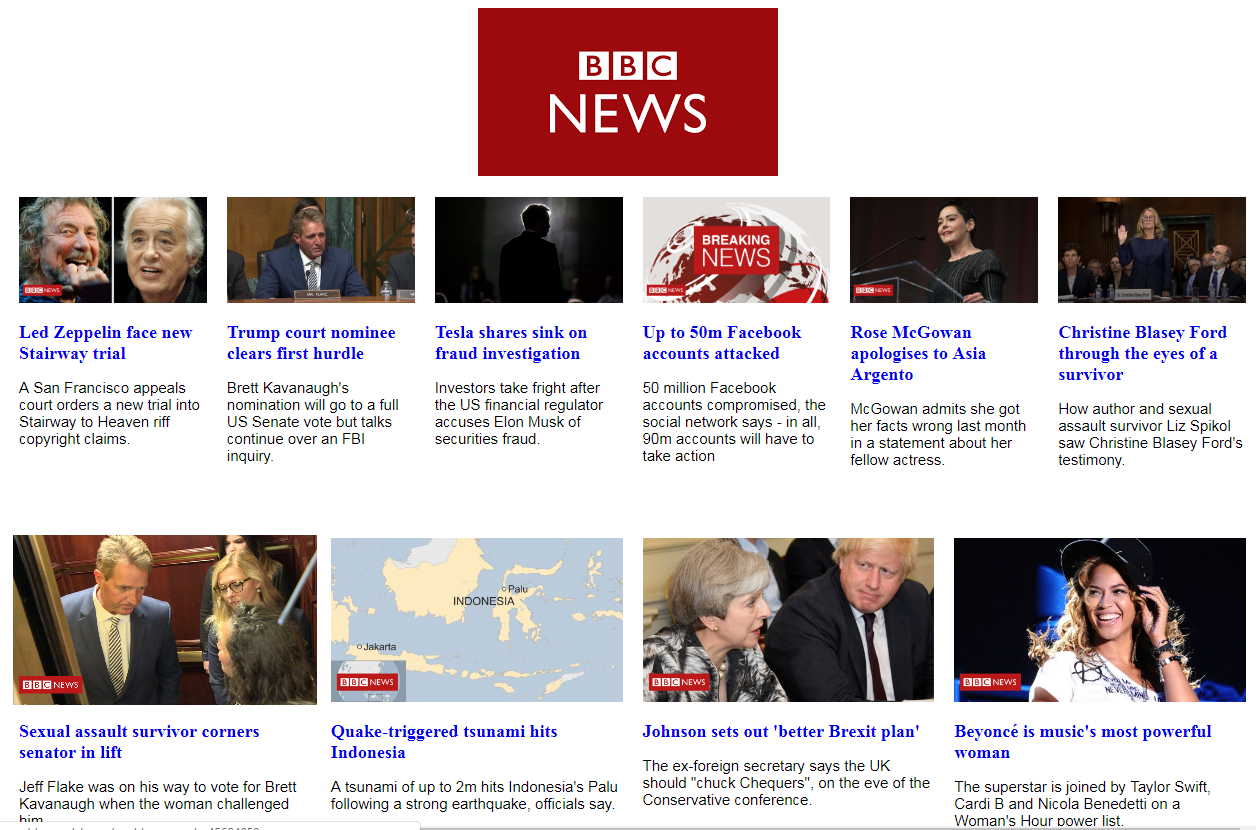 BBC
NEWS
BBC NEWS
MR. FLAKE
BREAKING
NEWS
BBC NEWS
BBC NEWS
Led Zeppelin face new
Stairway trial
A San Francisco appeals
court orders a new trial into
Stairway to Heaven riff
copyright claims.
Trump court nominee
clears first hurdle
Brett Kavanaugh's
nomination will go to a full
US Senate vote but talks
continue over an FBI
inquiry.
Tesla shares sink on
fraud investigation
Investors take fright after
the US financial regulator
accuses Elon Musk of
securities fraud.
Up to 50m Facebook
accounts attacked
50 million Facebook
accounts compromised, the
social network says - in all,
90m accounts will have to
take action
Rose McGowan
apologises to Asia
Argento
McGowan admits she got
her facts wrong last month
in a statement about her
fellow actress.
Christine Blasey Ford
through the eyes of a
survivor
How author and sexual
assault survivor Liz Spikol
saw Christine Blasey Ford's
testimony.
BBC NEWS
Sexual assault survivor corners
senator in lift
Jeff Flake was on his way to vote for Brett
Kavanaugh when the woman challenged
him
Palu
INDONESIA
Jakarta
BBC NEWS
Quake-triggered tsunami hits
Indonesia
A tsunami of up to 2m hits Indonesia's Palu
following a strong earthquake, officials say.
BBC NEWS
Johnson sets out 'better Brexit plan'
The ex-foreign secretary says the UK
should "chuck Chequers", on the eve of the
Conservative conference.
BBC NEWS
Beyoncé is music's most powerful
woman
The superstar is joined by Taylor Swift,
Cardi B and Nicola Benedetti on a
Woman's Hour power list.